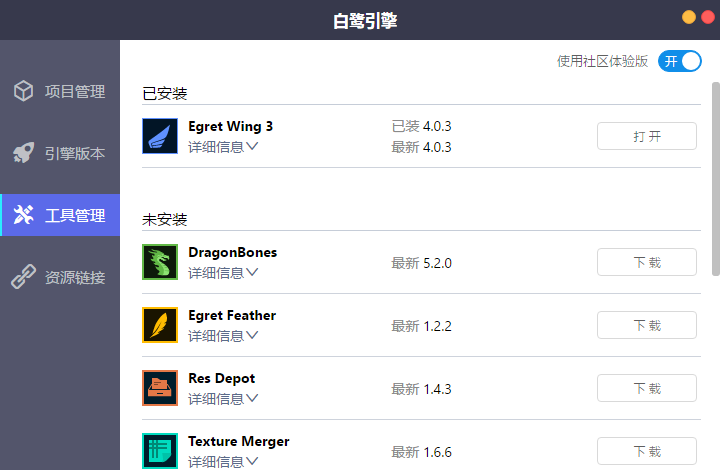 白鹭引擎
使用社区体验版 开
项目管理
引擎版本
工具管理
资源链接
已安装
Egret Wing 3
详细信息
已装 4.0.3
最新 4.0.3
打 开
未安装
DragonBones
详细信息
最新 5.2.0
下 载
Egret Feather
详细信息
最新 1.2.2
下 载
Res Depot
详细信息
最新 1.4.3
下 载
Texture Merger
详细信息
最新 1.6.6
下 载